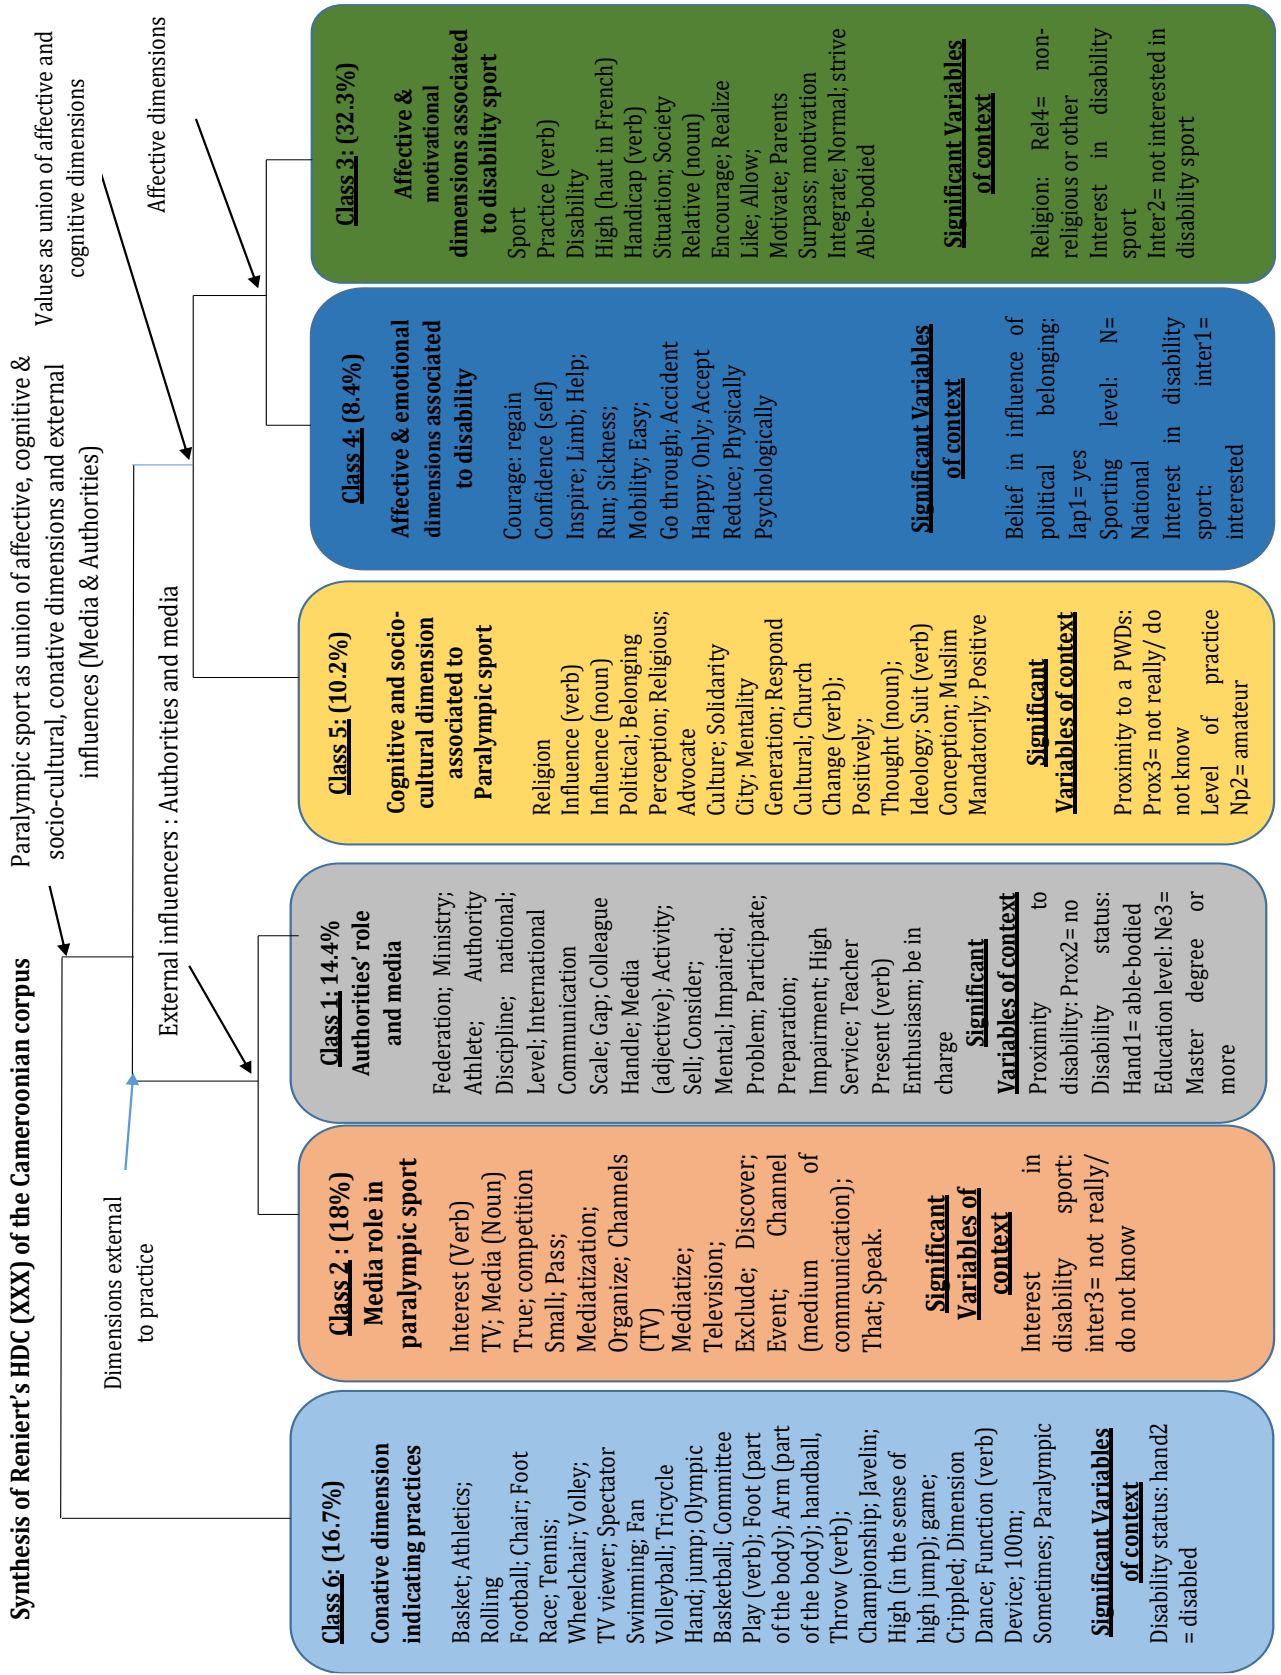 Synthesis of Reniert's HDC (XXX) of the Cameroonian corpus
Paralympic sport as union of affective, cognitive &
socio-cultural, conative dimensions and external
influences (Media & Authorities)
Values as union of affective and
cognitive dimensions
Affective dimensions
External influencers : Authorities and media
Dimensions external
to practice
Class 6: (16.7%)
Conative dimension
indicating practices
Basket; Athletics;
Rolling
Football; Chair; Foot
Race; Tennis;
Wheelchair; Volley;
TV viewer; Spectator
Swimming; Fan
Volleyball; Tricycle
Hand; jump; Olympic
Basketball; Committee
Play (verb); Foot (part
of the body); Arm (part
of the body); handball,
Throw (verb);
Championship; Javelin;
High (in the sense of
high jump); game;
Crippled; Dimension
Dance; Function (verb)
Device; 100m;
Sometimes; Paralympic
Significant Variables
of context
Disability status: hand2
= disabled
Class 2 : (18%)
Media role in
paralympic sport
Interest (Verb)
TV; Media (Noun)
True; competition
Small; Pass;
Mediatization;
Organize; Channels
(TV)
Mediatize;
Television;
Exclude; Discover;
Event; Channel
(medium of
communication);
That; Speak.
Significant
Variables of
context
Interest in
disability sport:
inter3= not really/
do not know
Class 1: 14.4%
Authorities' role
and media
Federation; Ministry;
Athlete; Authority
Discipline; national;
Level; International
Communication
Scale; Gap; Colleague
Handle; Media
(adjective); Activity;
Sell; Consider;
Mental; Impaired;
Problem; Participate;
Preparation;
Impairment; High
Service; Teacher
Present (verb)
Enthusiasm; be in
charge
Significant
Variables of context
Proximity to
disability: Prox2= no
Disability status:
Hand1= able-bodied
Education level: Ne3=
Master degree or
more
Class 5: (10.2%)
Cognitive and socio-
cultural dimension
associated to
Paralympic sport
Religion
Influence (verb)
Influence (noun)
Political; Belonging
Perception; Religious;
Advocate
Culture; Solidarity
City; Mentality
Generation; Respond
Cultural; Church
Change (verb);
Positively;
Thought (noun);
Ideology; Suit (verb)
Conception; Muslim
Mandatorily; Positive
Significant
Variables of context
Proximity to a PWDs:
Prox3= not really/ do
not know
Level of practice
Np2= amateur
Class 4: (8.4%)
Affective & emotional
dimensions associated
to disability
Courage; regain
Confidence (self)
Inspire; Limb; Help;
Run; Sickness;
Mobility; Easy;
Go through; Accident
Happy; Only; Accept
Reduce; Physically
Psychologically
Significant Variables
of context
Belief in influence of
political belonging:
Iap1= yes
Sporting level: N=
National
Interest in disability
sport: inter1=
interested
Class 3: (32.3%)
Affective &
motivational
dimensions associated
to disability sport
Sport
Practice (verb)
Disability
High (haut in French)
Handicap (verb)
Situation; Society
Relative (noun)
Encourage; Realize
Like; Allow;
Motivate; Parents
Surpass; motivation
Integrate; Normal; strive
Able-bodied
Significant Variables
of context
Religion: Rel4= non-
religious or other
Interest in disability
sport
Inter2= not interested in
disability sport